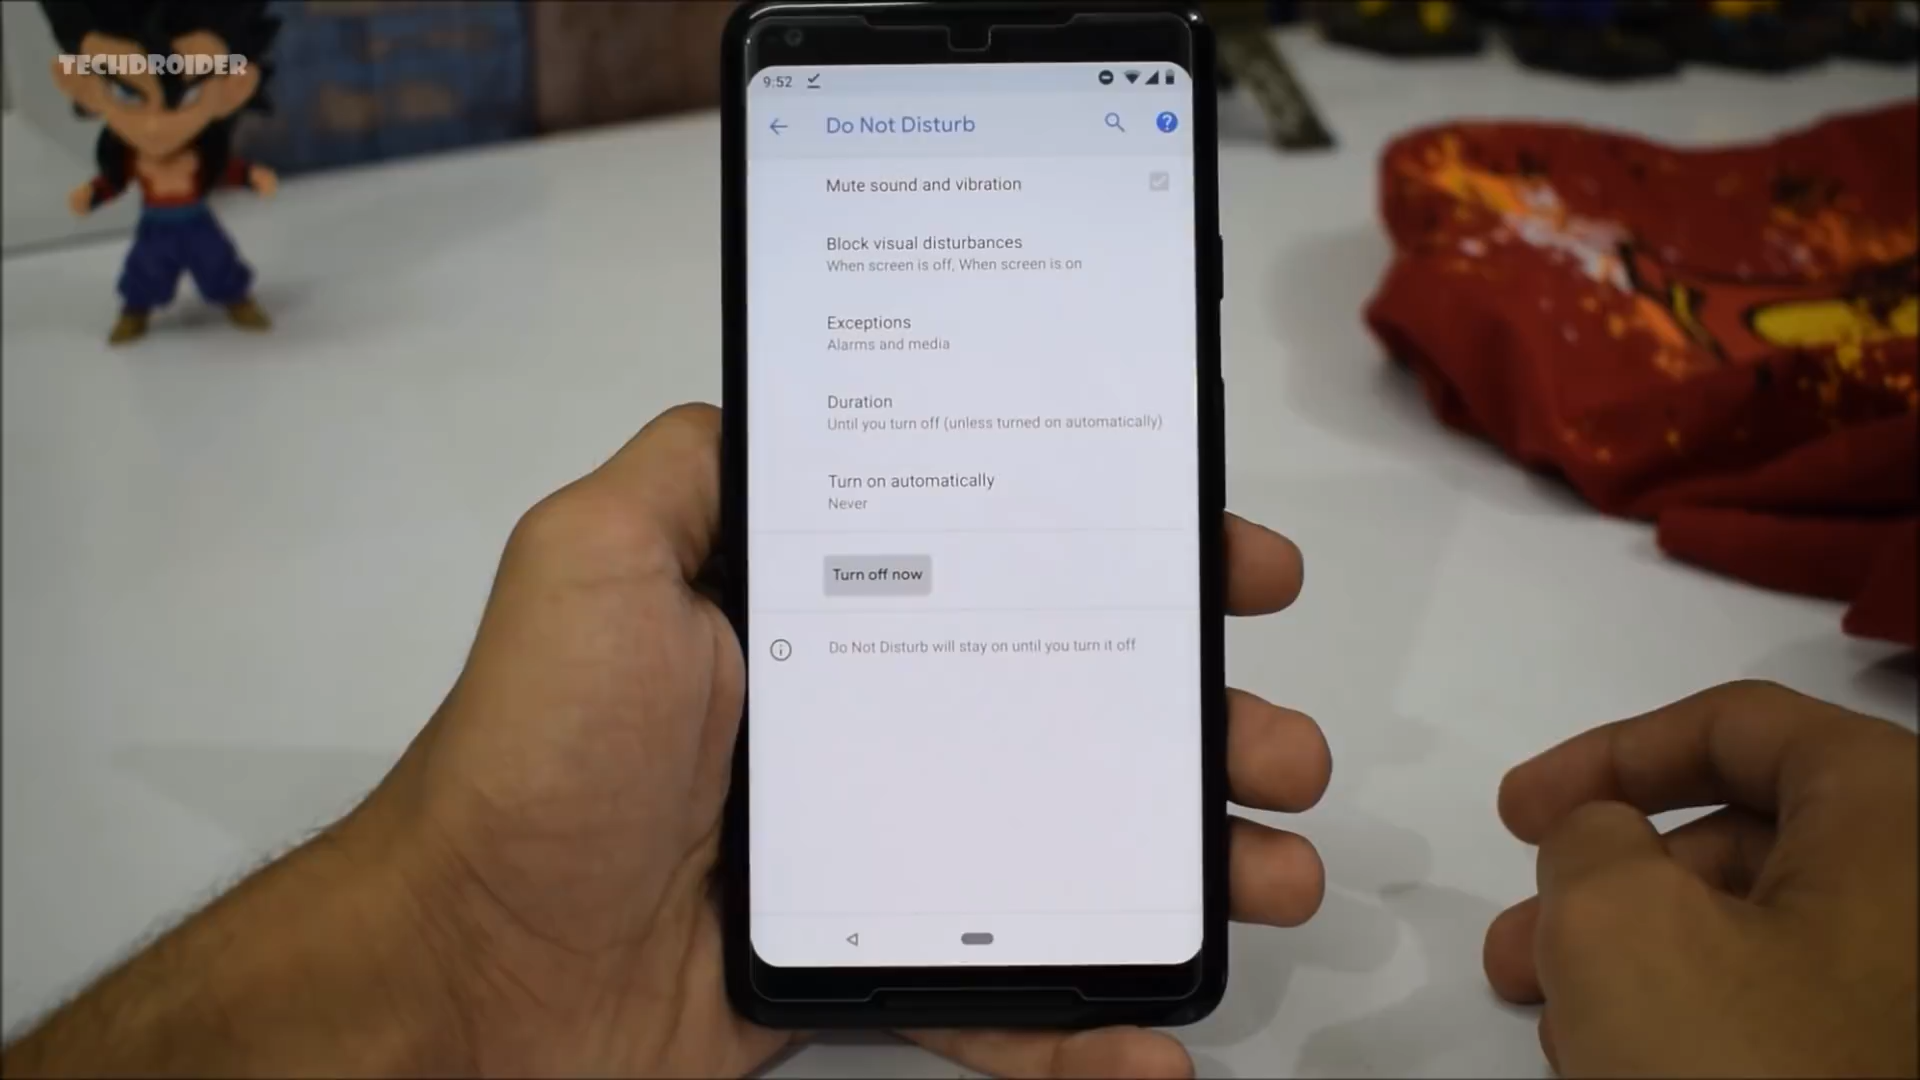 TECHDROIDER
9:52
Do Not Disturb
?
Mute sound and vibration
Block visual disturbances
When screen is off, When screen is on
Exceptions
Alarms and media
Duration
Until you turn off (unless turned on automatically)
Turn on automatically
Never
Turn off now
Do Not Disturb will stay on until you turn it off